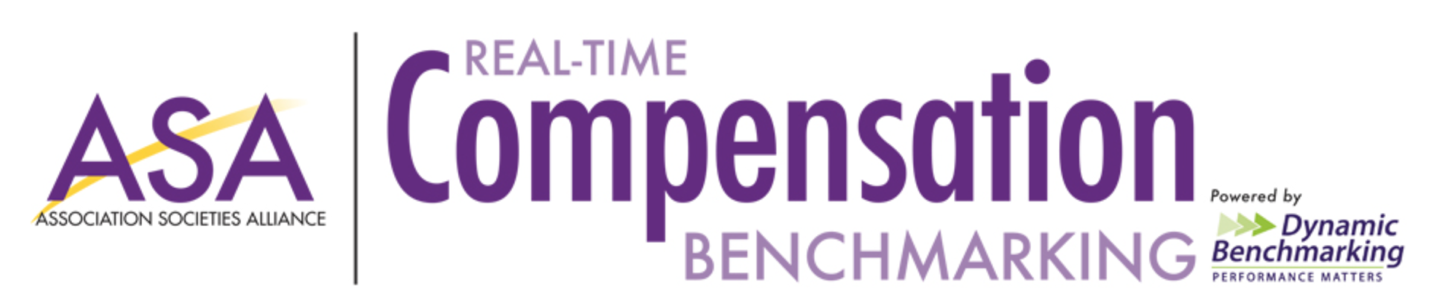 ASA
ASSOCIATION SOCIETIES ALLIANCE
REAL-TIME
Compensation
BENCHMARKING
Powered by
Dynamic
Benchmarking
PERFORMANCE MATTERS